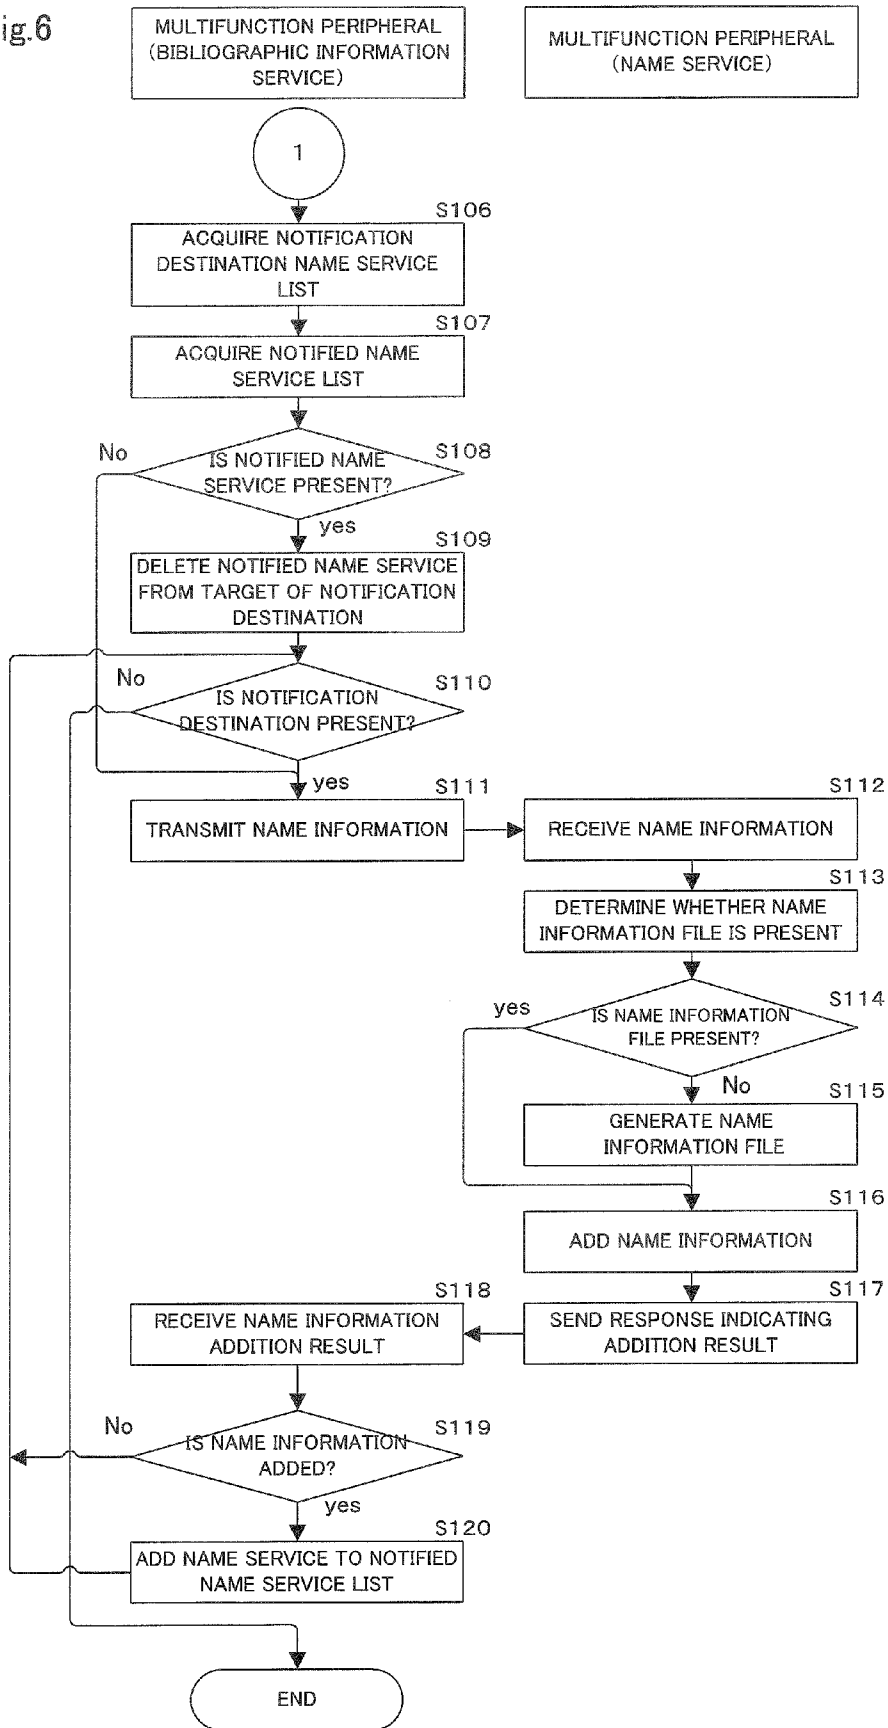 ig.6
MULTIFUNCTION PERIPHERAL
(BIBLIOGRAPHIC INFORMATION
SERVICE)
MULTIFUNCTION PERIPHERAL
(NAME SERVICE)
1
S106
ACQUIRE NOTIFICATION
DESTINATION NAME SERVICE
LIST
S107
ACQUIRE NOTIFIED NAME
SERVICE LIST
S108
No
IS NOTIFIED NAME
SERVICE PRESENT?
yes
S109
DELETE NOTIFIED NAME SERVICE
FROM TARGET OF NOTIFICATION
DESTINATION
S110
No
IS NOTIFICATION
DESTINATION PRESENT?
yes
S111
TRANSMIT NAME INFORMATION
S112
RECEIVE NAME INFORMATION
S113
DETERMINE WHETHER NAME
INFORMATION FILE IS PRESENT
S114
yes
IS NAME INFORMATION
FILE PRESENT?
No
S115
GENERATE NAME
INFORMATION FILE
S116
ADD NAME INFORMATION
S117
SEND RESPONSE INDICATING
ADDITION RESULT
S118
RECEIVE NAME INFORMATION
ADDITION RESULT
S119
No
IS NAME INFORMATION
ADDED?
yes
S120
ADD NAME SERVICE TO NOTIFIED
NAME SERVICE LIST
END